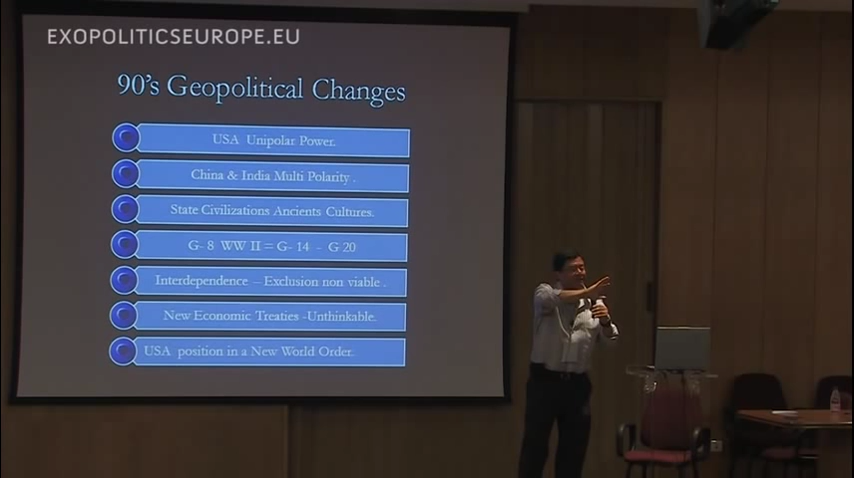 EXOPOLITICSEUROPE.EU
90's Geopolitical Changes
USA Unipolar Power.
China & India Multi Polarity .
State Civilizations Ancients Cultures.
G- 8 WW II = G- 14 - G 20
Interdependence – Exclusion non viable .
New Economic Treaties -Unthinkable.
USA position in a New World Order.